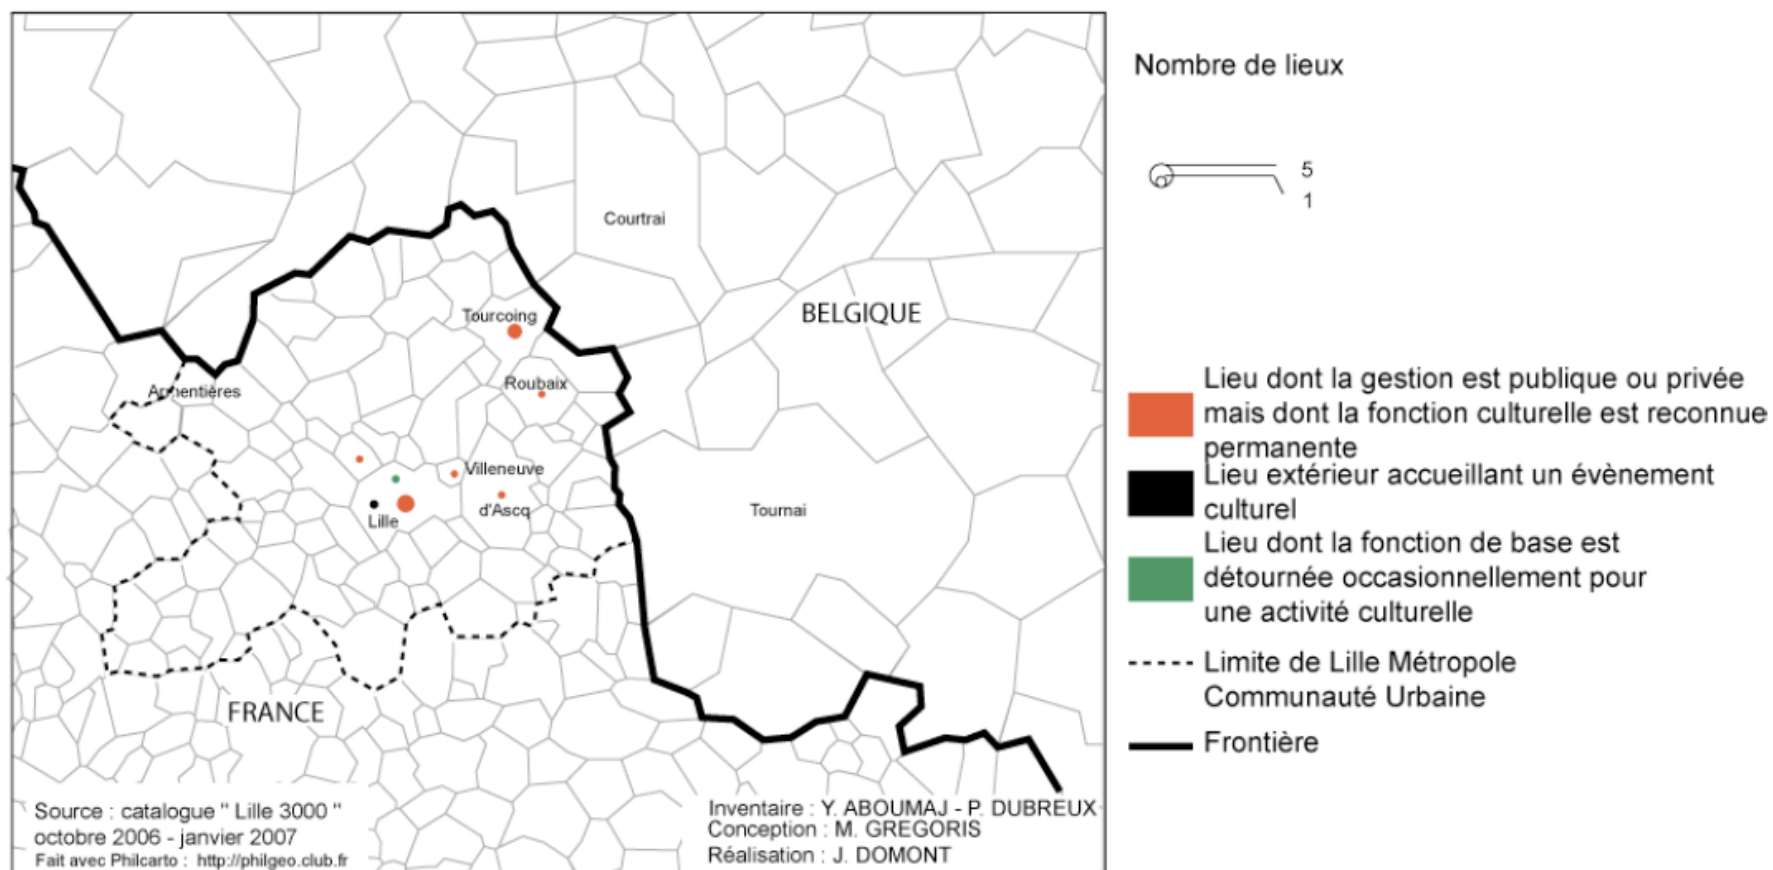 Nombre de lieux
5
1
Courtrai
BELGIQUE
Tourcoing
Roubaix
Armentières
Villeneuve
d'Ascq
Lille
Tournai
FRANCE
Lieu dont la gestion est publique ou privée
mais dont la fonction culturelle est reconnue
permanente
Lieu extérieur accueillant un évènement
culturel
Lieu dont la fonction de base est
détournée occasionnellement pour
une activité culturelle
Limite de Lille Métropole
Communauté Urbaine
Frontière
Source : catalogue " Lille 3000 "
octobre 2006 - janvier 2007
Fait avec Philcarto : http://philgeo.club.fr
Inventaire : Y. ABOUMAJ - P. DUBREUX
Conception : M. GREGORIS
Réalisation : J. DOMONT